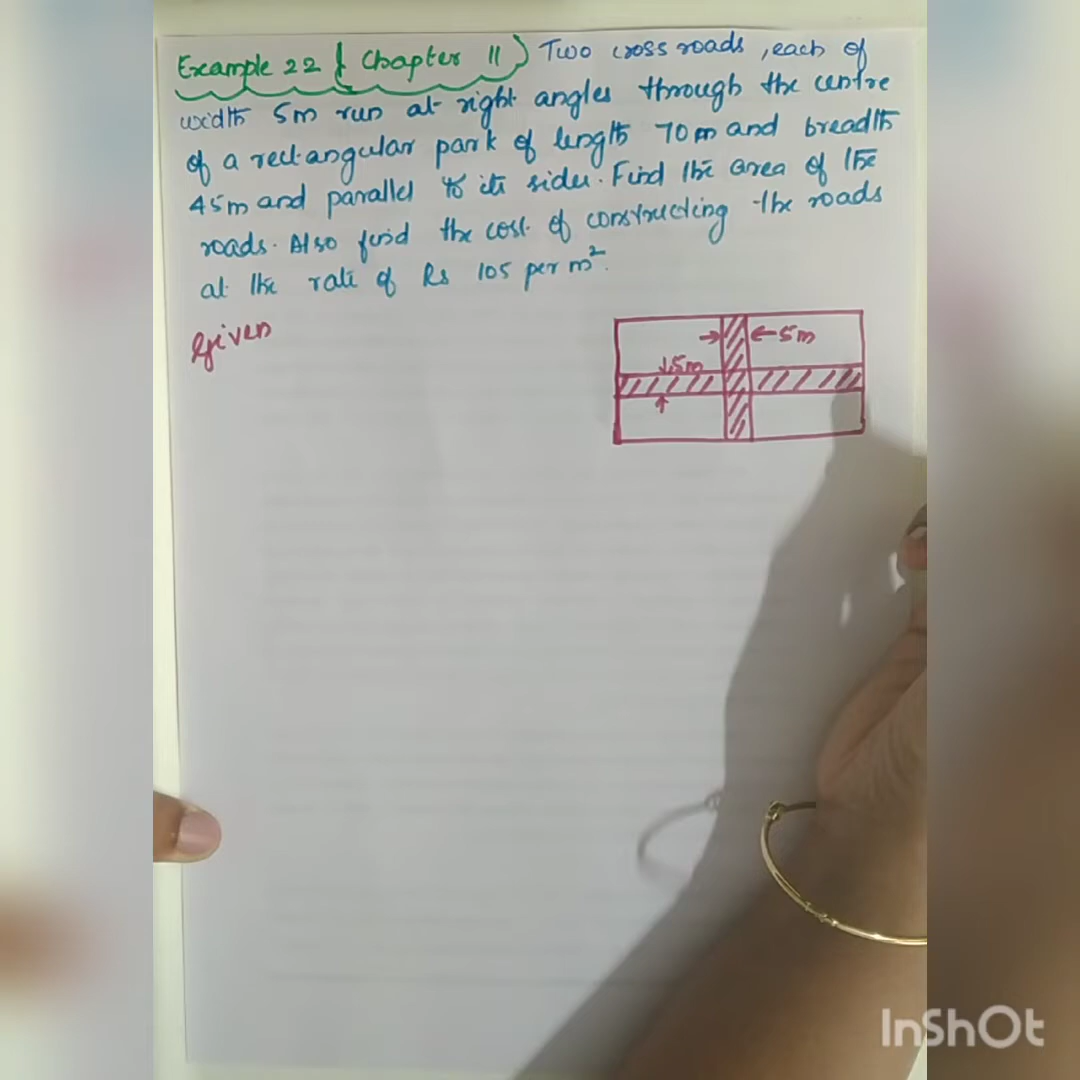 Example 22 { Chapter 11 } Two cross roads, each of
width 5m run at right angles through the centre
of a rectangular park of length 70m and breadth
45m and parallel to its sides. Find the area of the
roads. Also find the cost of constructing the roads
at the rate of Rs 105 per m².
Given
5m
5m
InShOt